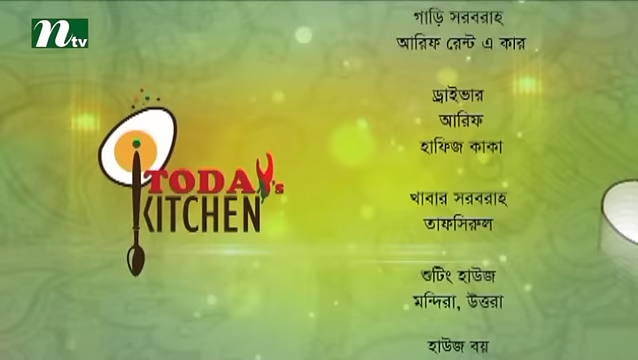 ntv
গাড়ি সরবরাহ
আরিফ রেন্ট এ কার
ড্রাইভার
আরিফ
হাফিজ কাকা
খাবার সরবরাহ
তাফসিরুল
শুটিং হাউজ
মন্দিরা, উত্তরা
হাউজ বয়
TODAY's
KITCHEN